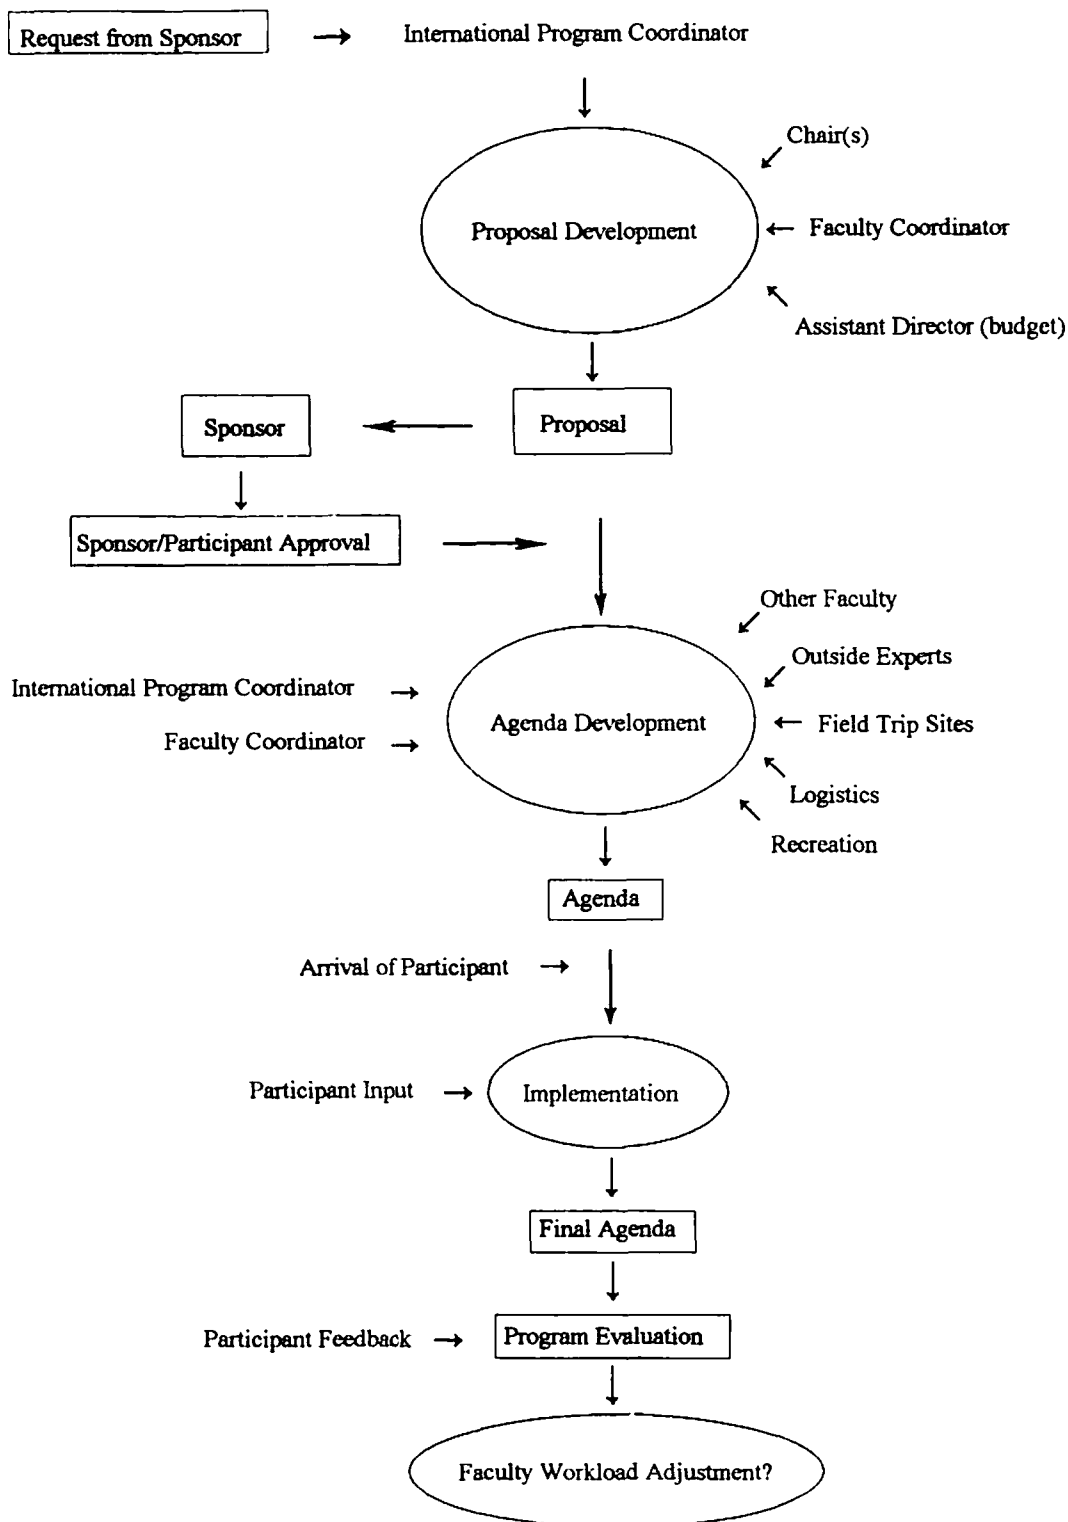 Request from Sponsor
International Program Coordinator
Chair(s)
Proposal Development
Faculty Coordinator
Assistant Director (budget)
Sponsor
Proposal
Sponsor/Participant Approval
Other Faculty
Outside Experts
International Program Coordinator
Agenda Development
Field Trip Sites
Faculty Coordinator
Logistics
Recreation
Agenda
Arrival of Participant
Participant Input
Implementation
Final Agenda
Participant Feedback
Program Evaluation
Faculty Workload Adjustment?